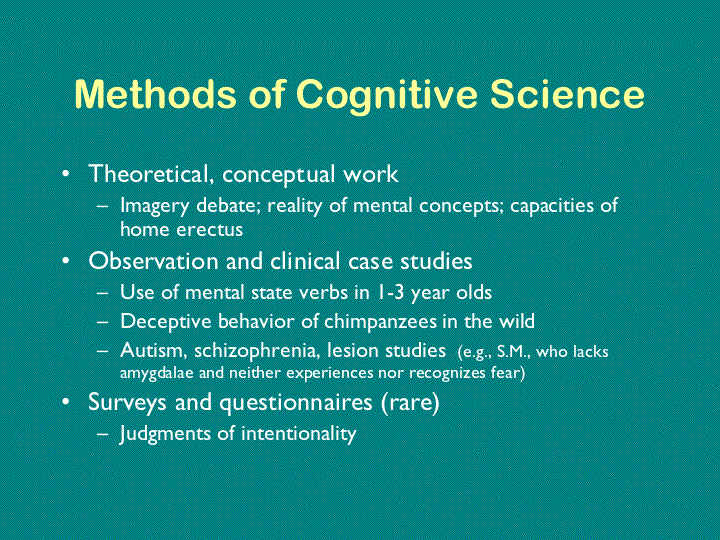 Methods of Cognitive Science
• Theoretical, conceptual work
– Imagery debate; reality of mental concepts; capacities of
home erectus
• Observation and clinical case studies
– Use of mental state verbs in 1-3 year olds
– Deceptive behavior of chimpanzees in the wild
– Autism, schizophrenia, lesion studies (e.g., S.M., who lacks
amygdalae and neither experiences nor recognizes fear)
• Surveys and questionnaires (rare)
– Judgments of intentionality